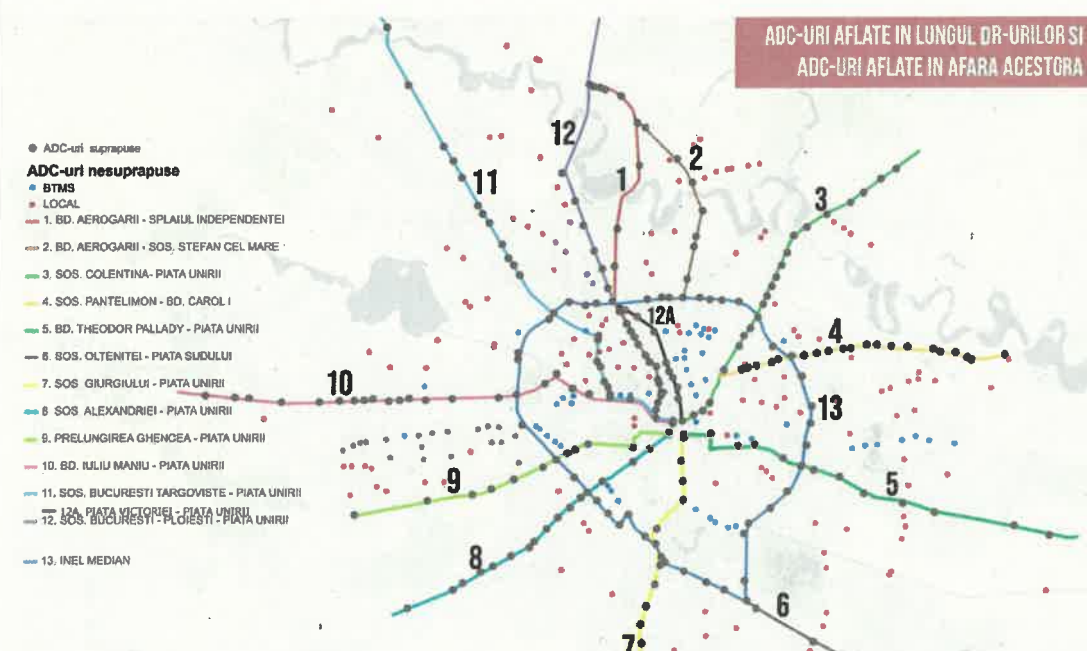 ADC-URI AFLATE IN LUNGUL DR-URILOR SI
ADC-URI AFLATE IN AFARA ACESTORA
ADC-uri suprapuse
ADC-uri nesuprapuse
BTMS
LOCAL
1. BD. AEROGARII - SPLAIUL INDEPENDENTEI
2. BD. AEROGARII - SOS. STEFAN CEL MARE
3. SOS. COLENTINA- PIATA UNIRII
4. SOS. PANTELIMON - BD. CAROL I
5. BD. THEODOR PALLADY - PIATA UNIRII
6. SOS. OLTENITEI - PIATA SUDULUI
7. SOS GIURGIULUI - PIATA UNIRII
8 SOS ALEXANDRIEI - PIATA UNIRII
9. PRELUNGIREA GHENCEA - PIATA UNIRII
10. BD. IULIU MANIU - PIATA UNIRII
11. SOS. BUCURESTI TARGOVISTE - PIATA UNIRII
12A. PIATA VICTORIEI - PIATA UNIRII
12. SOS. BUCURESTI - PLOIESTI - PIATA UNIRII
13. INEL MEDIAN
12
1
2
11
3
12A
4
10
13
9
5
8
6
7